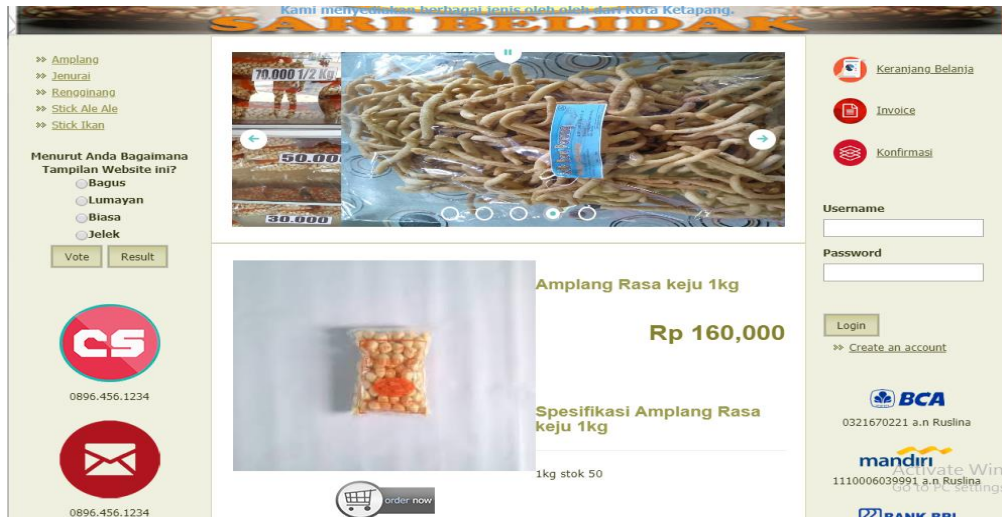 Kami menyediakan berbagai jenis oleh oleh dari Kota Ketapang.
SARI BELIDAK
Amplang
Jenurai
Rengginang
Stick Ale Ale
Stick Ikan
Menurut Anda Bagaimana
Tampilan Website ini?
Bagus
Lumayan
Biasa
Jelek
Vote
Result
CS
0896.456.1234
0896.456.1234
70.000 1/2 Kg
50.00
30.000
Amplang Rasa keju 1kg
Rp 160,000
Spesifikasi Amplang Rasa
keju 1kg
1kg stok 50
order now
Keranjang Belanja
Invoice
Konfirmasi
Username
Password
Login
Create an account
BCA
0321670221 a.n Ruslina
mandiri
1110006039991 a.n Ruslina
BANK BRI
Activate Win
Go to PC settings